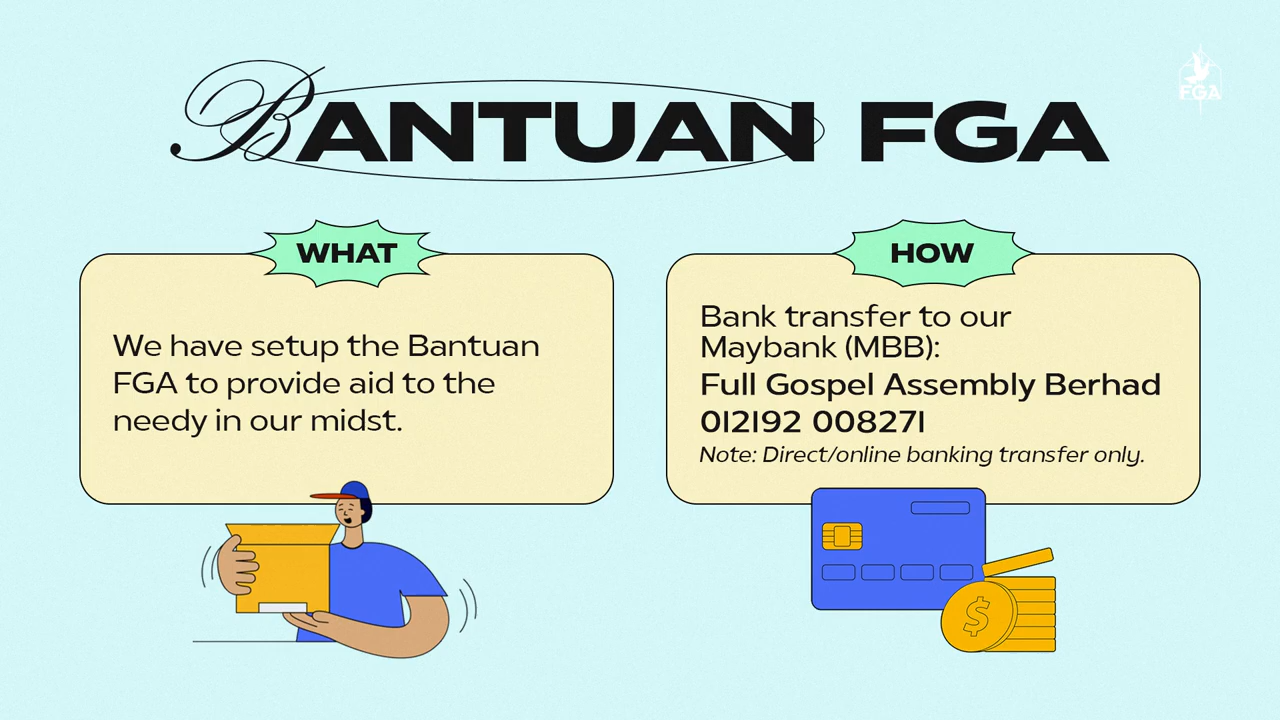 BANTUAN FGA
FGA
WHAT
We have setup the Bantuan
FGA to provide aid to the
needy in our midst.
HOW
Bank transfer to our
Maybank (MBB):
Full Gospel Assembly Berhad
012192 008271
Note: Direct/online banking transfer only.
$